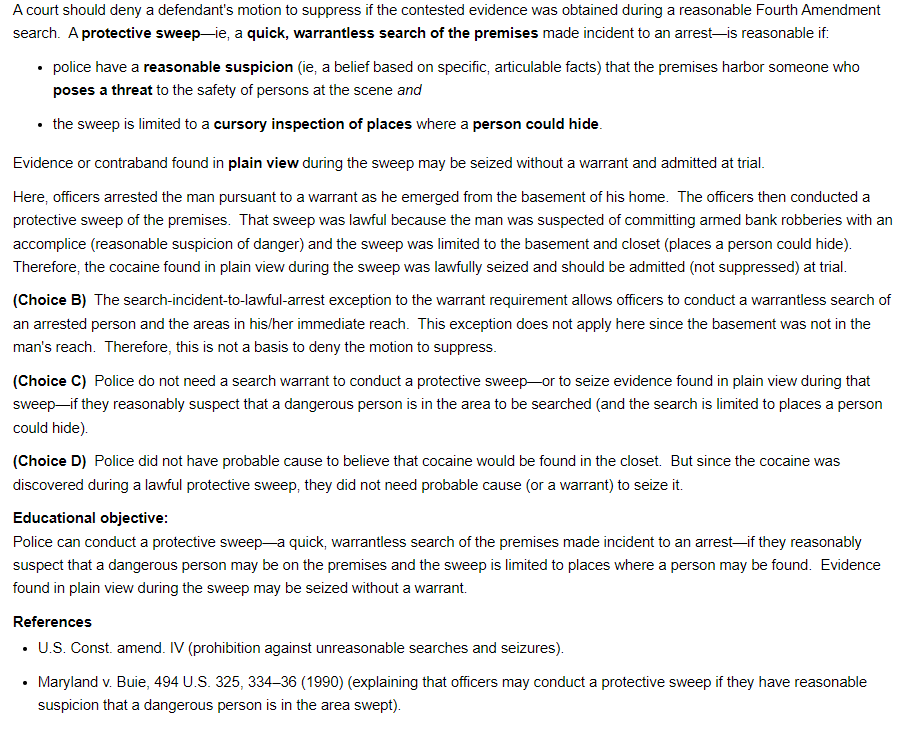 A court should deny a defendant's motion to suppress if the contested evidence was obtained during a reasonable Fourth Amendment
search.  A protective sweep—ie, a quick, warrantless search of the premises made incident to an arrest—is reasonable if:
• police have a reasonable suspicion (ie, a belief based on specific, articulable facts) that the premises harbor someone who
poses a threat to the safety of persons at the scene and
• the sweep is limited to a cursory inspection of places where a person could hide.
Evidence or contraband found in plain view during the sweep may be seized without a warrant and admitted at trial.
Here, officers arrested the man pursuant to a warrant as he emerged from the basement of his home.  The officers then conducted a
protective sweep of the premises.  That sweep was lawful because the man was suspected of committing armed bank robberies with an
accomplice (reasonable suspicion of danger) and the sweep was limited to the basement and closet (places a person could hide).
Therefore, the cocaine found in plain view during the sweep was lawfully seized and should be admitted (not suppressed) at trial.
(Choice B)  The search-incident-to-lawful-arrest exception to the warrant requirement allows officers to conduct a warrantless search of
an arrested person and the areas in his/her immediate reach.  This exception does not apply here since the basement was not in the
man's reach.  Therefore, this is not a basis to deny the motion to suppress.
(Choice C)  Police do not need a search warrant to conduct a protective sweep—or to seize evidence found in plain view during that
sweep—if they reasonably suspect that a dangerous person is in the area to be searched (and the search is limited to places a person
could hide).
(Choice D)  Police did not have probable cause to believe that cocaine would be found in the closet.  But since the cocaine was
discovered during a lawful protective sweep, they did not need probable cause (or a warrant) to seize it.
Educational objective:
Police can conduct a protective sweep—a quick, warrantless search of the premises made incident to an arrest—if they reasonably
suspect that a dangerous person may be on the premises and the sweep is limited to places where a person may be found.  Evidence
found in plain view during the sweep may be seized without a warrant.
References
• U.S. Const. amend. IV (prohibition against unreasonable searches and seizures).
• Maryland v. Buie, 494 U.S. 325, 334–36 (1990) (explaining that officers may conduct a protective sweep if they have reasonable
suspicion that a dangerous person is in the area swept).